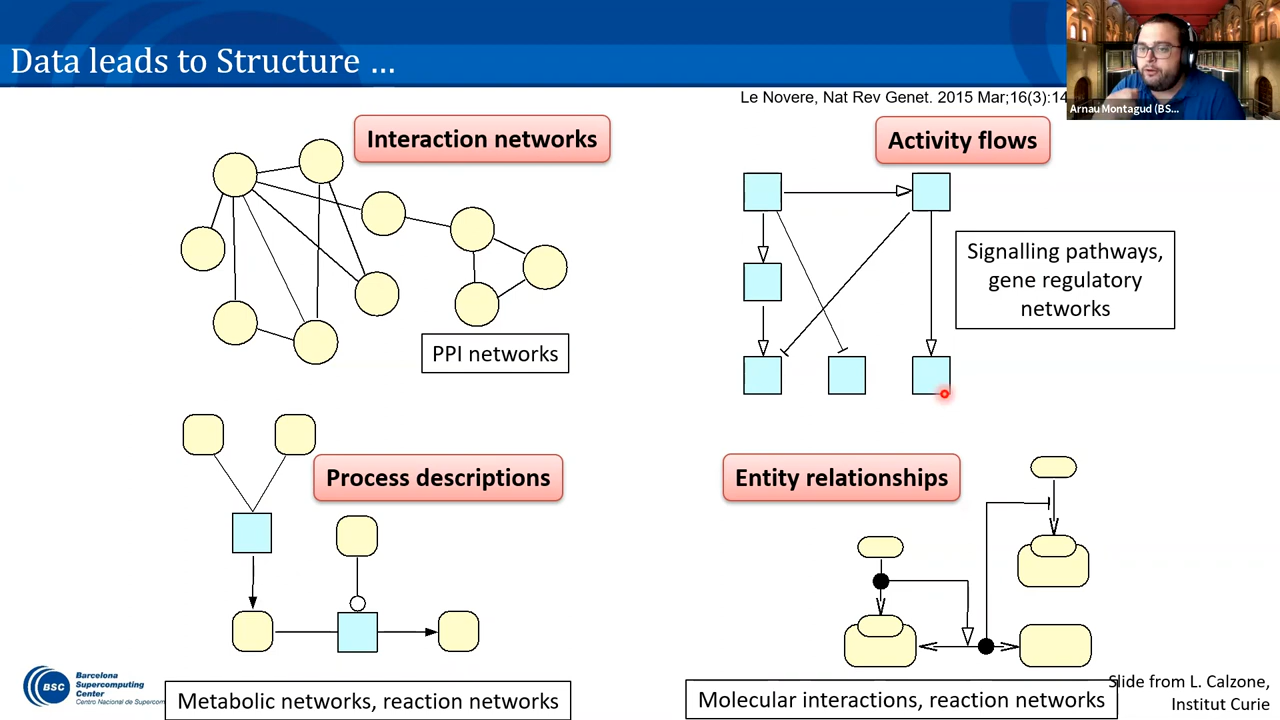 Data leads to Structure ...
Le Novere, Nat Rev Genet. 2015 Mar;16(3):14
Arnau Montagud (BS...
Interaction networks
Activity flows
Signalling pathways,
gene regulatory
networks
PPI networks
Process descriptions
Entity relationships
BSC
Barcelona
Supercomputing
Center
Centro Nacional de Supercom
Metabolic networks, reaction networks
Molecular interactions, reaction networks
Slide from L. Calzone,
Institut Curie